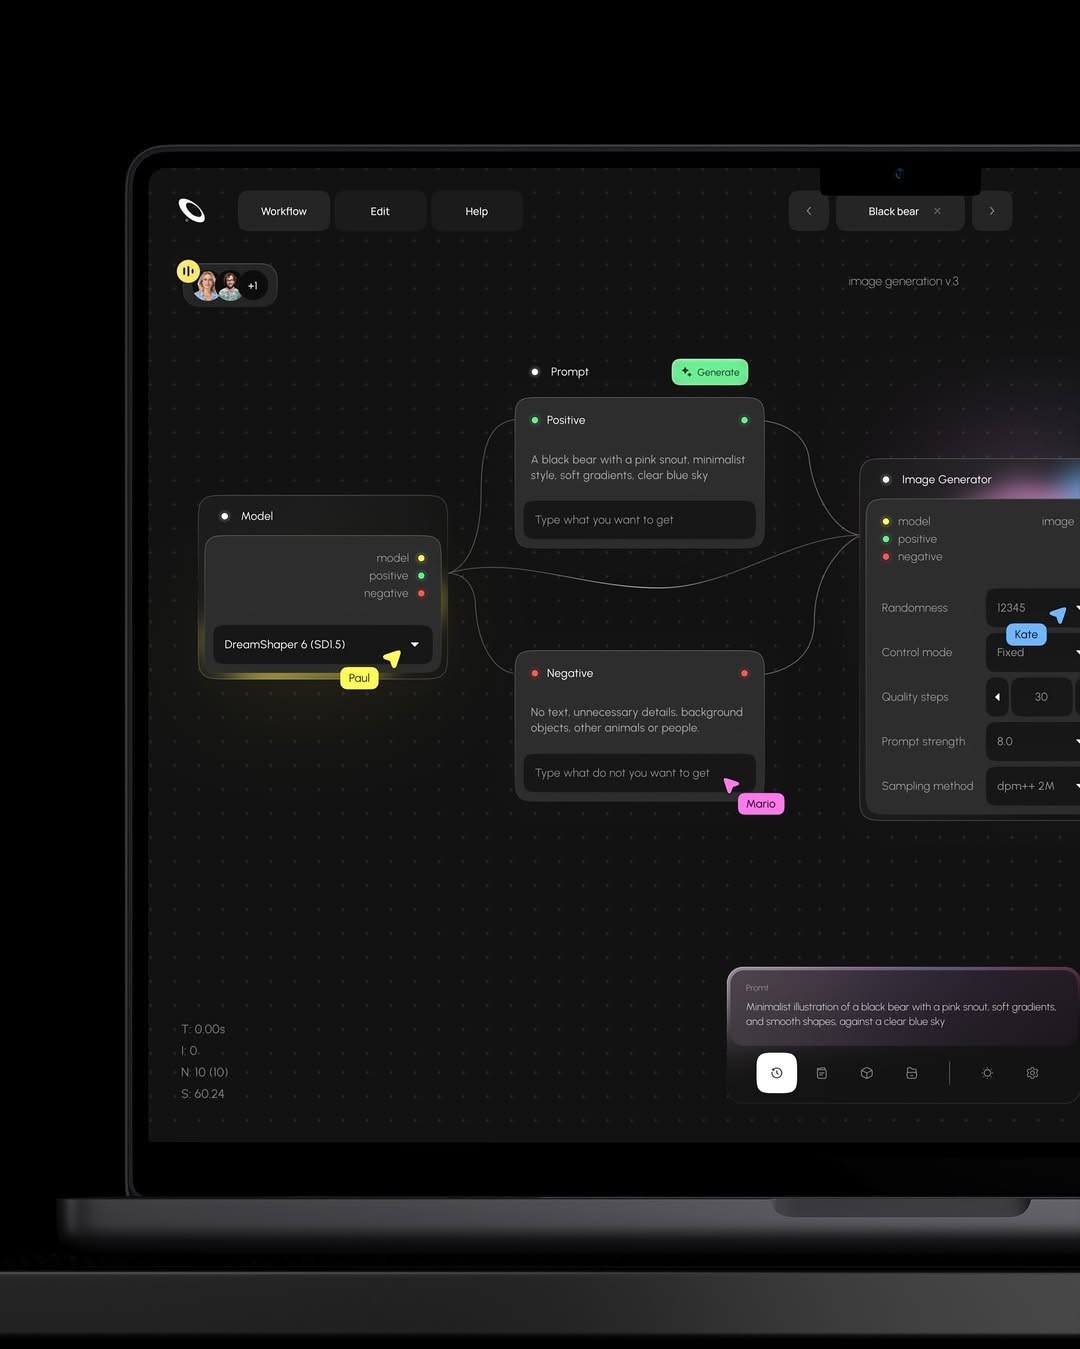 Workflow
Edit
Help
Black bear
+1
image generation v.3
Prompt
Generate
Positive
A black bear with a pink snout, minimalist
style, soft gradients, clear blue sky
Type what you want to get
Model
model
positive
negative
DreamShaper 6 (SD1.5)
Paul
Negative
No text, unnecessary details, background
objects, other animals or people.
Type what do not you want to get
Mario
Image Generator
model
image
positive
negative
Randomness
12345
Kate
Control mode
Fixed
Quality steps
30
Prompt strength
8.0
Sampling method
dpm++ 2M
Promt
Minimalist illustration of a black bear with a pink snout, soft gradients,
and smooth shapes, against a clear blue sky
T: 0.00s
I: 0
N: 10 (10)
S: 60.24